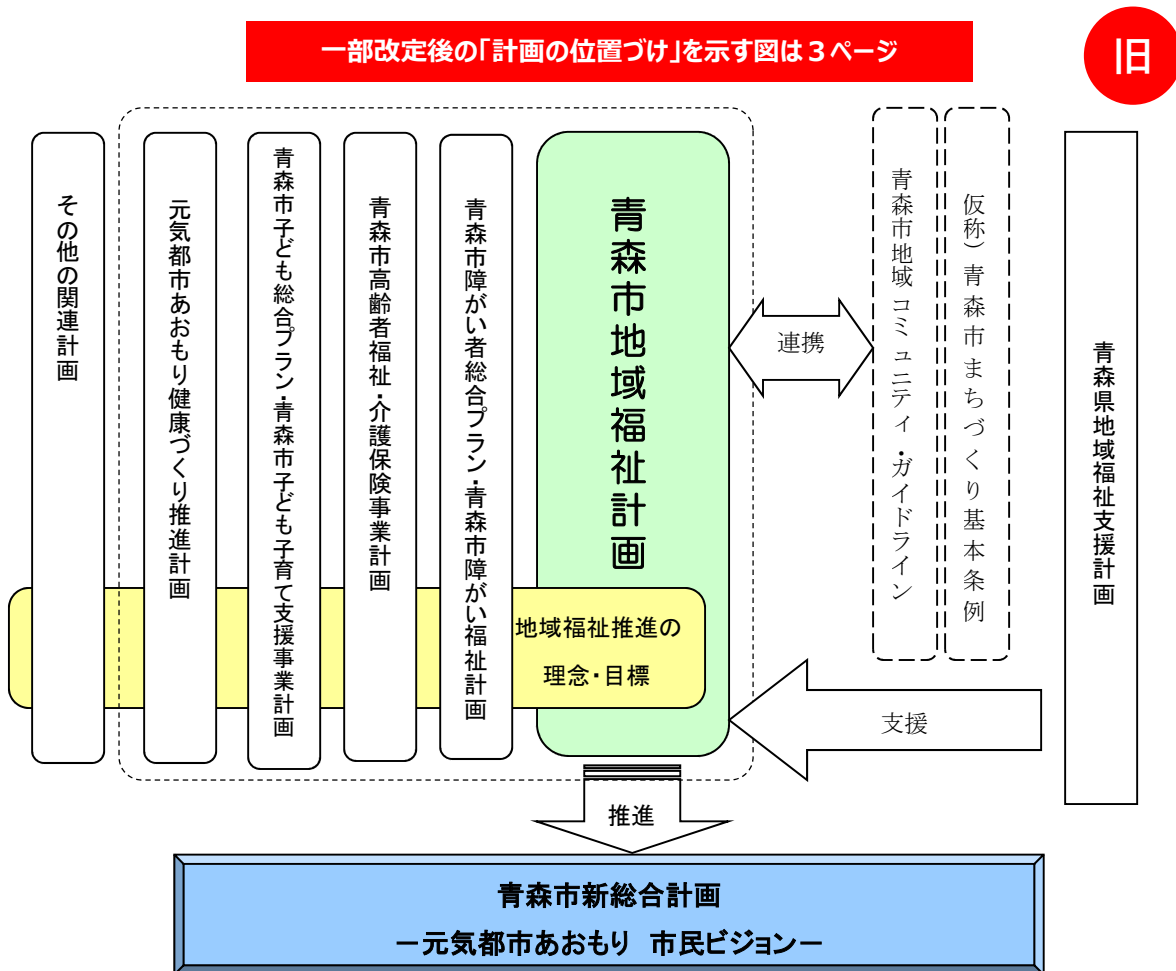 一部改定後の「計画の位置づけ」を示す図は３ページ
旧
その他の関連計画
元気都市あおもり健康づくり推進計画
青森市子ども総合プラン・青森市子ども子育て支援事業計画
青森市高齢者福祉・介護保険事業計画
青森市障がい者総合プラン・青森市障がい福祉計画
青森市地域福祉計画
地域福祉推進の
理念・目標
連携
青森市地域コミュニティ・ガイドライン
仮称）青森市まちづくり基本条例
青森県地域福祉支援計画
支援
推進
青森市新総合計画
－元気都市あおもり　市民ビジョン－